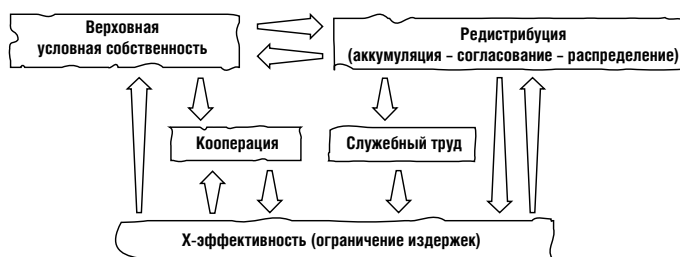 Верховная
условная собственность
Редистрибуция
(аккумуляция – согласование – распределение)
Кооперация
Служебный труд
Х-эффективность (ограничение издержек)